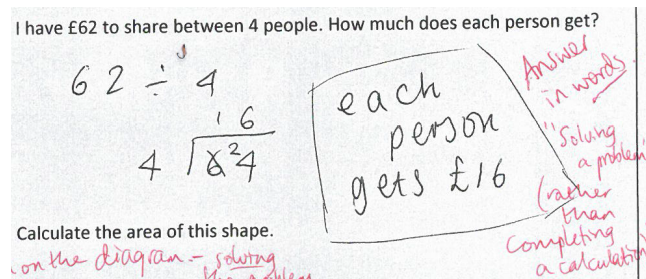 I have £62 to share between 4 people. How much does each person get?
62 ÷ 4
16
4 6²4
each
person
gets £16
Answer
in words
"Solving
a problem
(rather
than
Completing
a calculation
Calculate the area of this shape.
on the diagram - solving